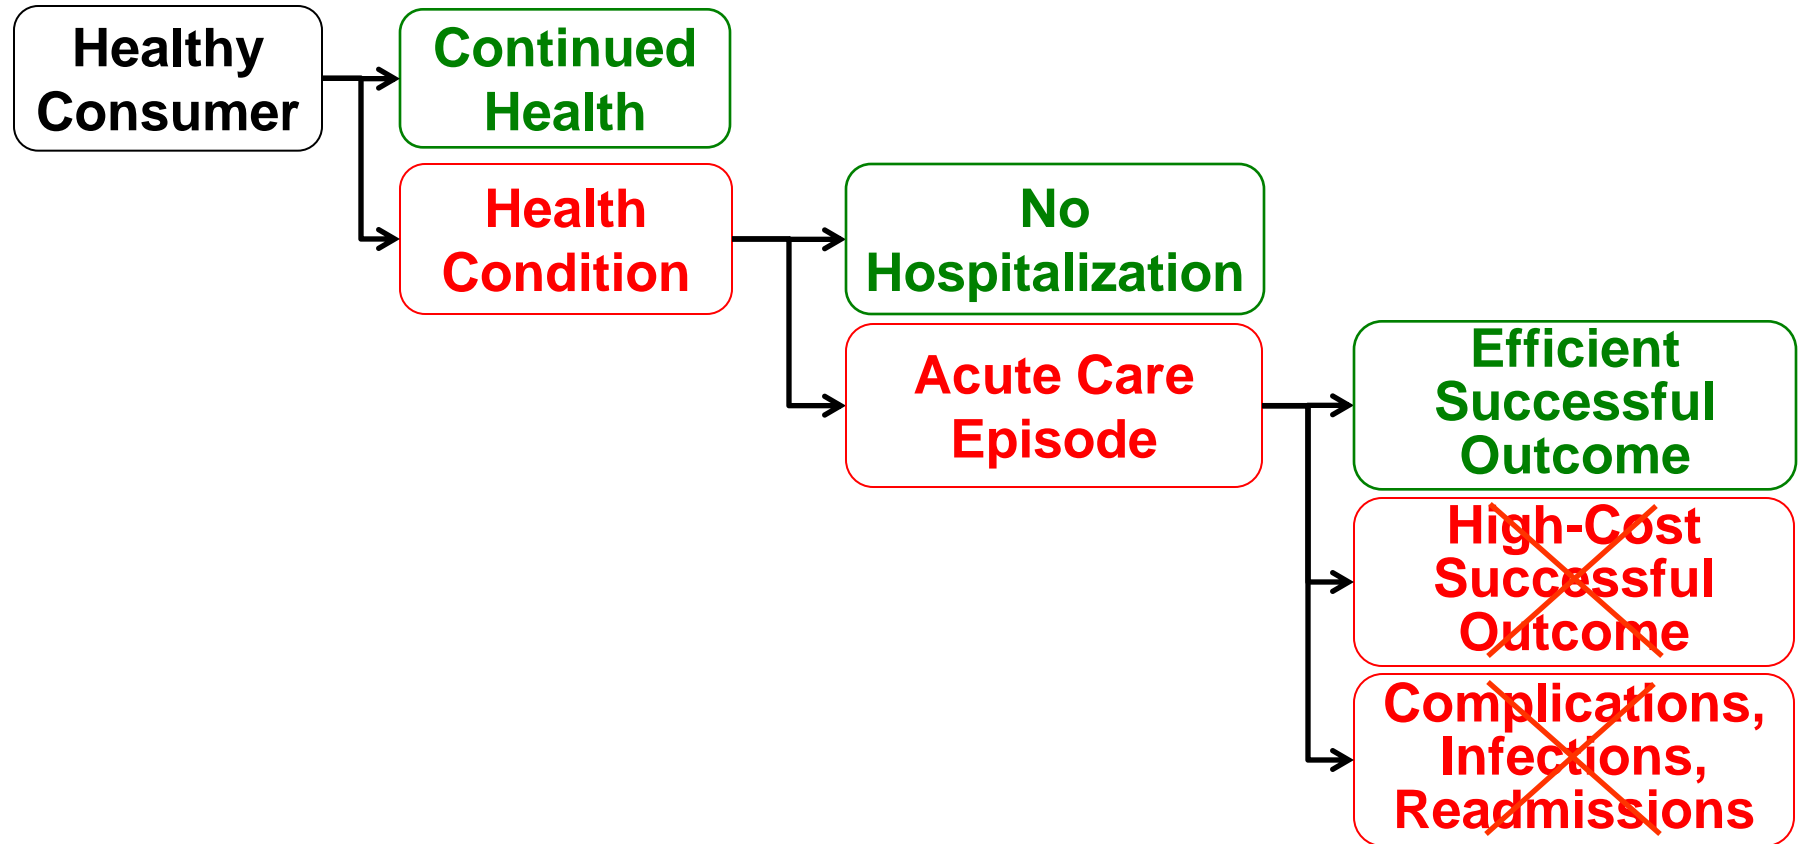 Healthy
Consumer
Continued
Health
Health
Condition
No
Hospitalization
Acute Care
Episode
Efficient
Successful
Outcome
High-Cost
Successful
Outcome
Complications,
Infections,
Readmissions